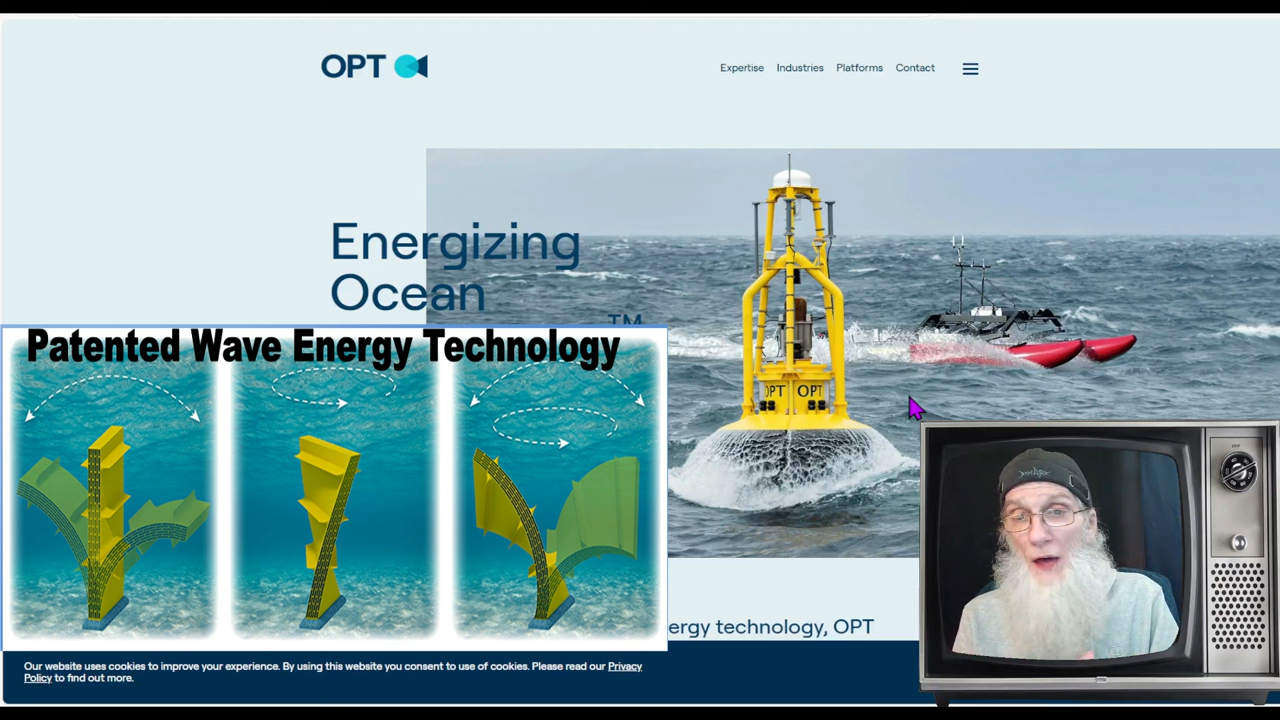 OPT
Expertise Industries Platforms Contact
Energizing
Ocean
TM
Patented Wave Energy Technology
OPT OPT
ergy technology, OPT
Our website uses cookies to improve your experience. By using this website you consent to use of cookies. Please read our Privacy
Policy to find out more.